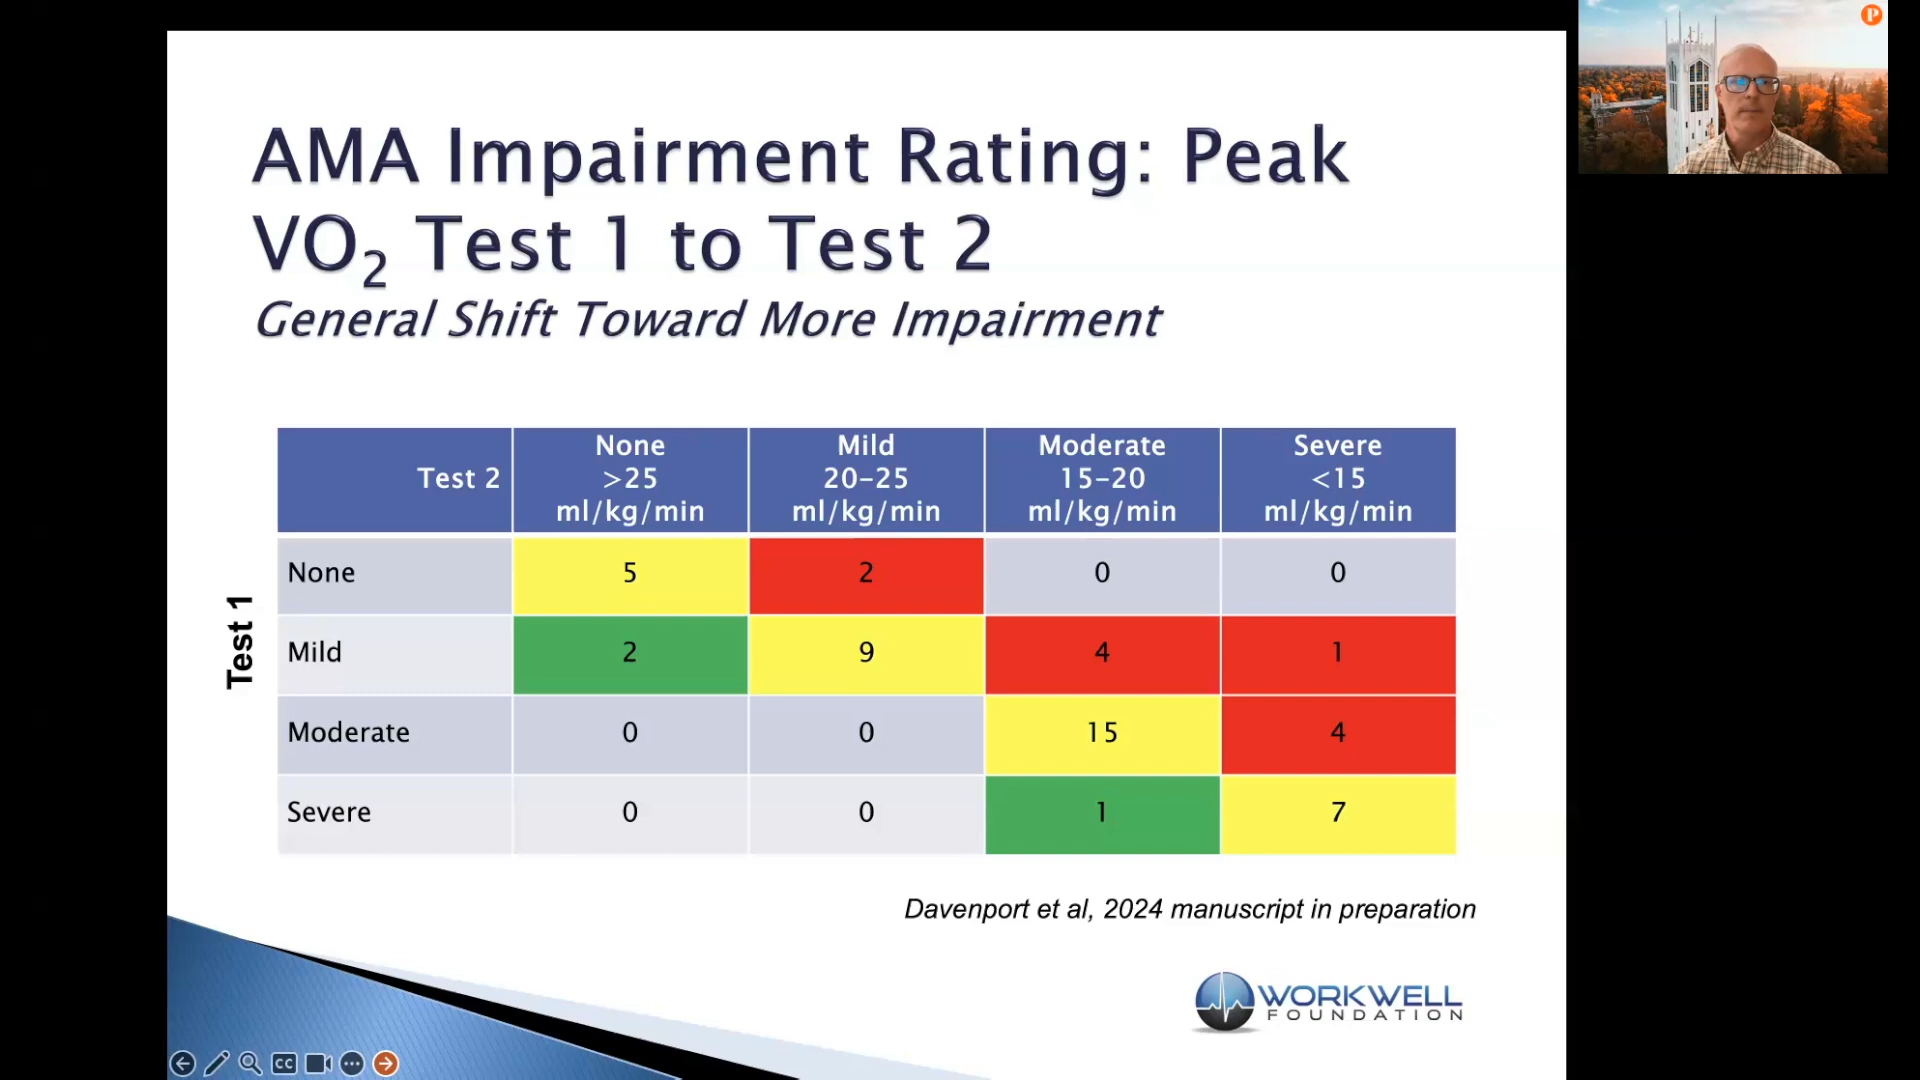 AMA Impairment Rating: Peak
VO₂ Test 1 to Test 2
General Shift Toward More Impairment
Test 2
None
>25
ml/kg/min
Mild
20-25
ml/kg/min
Moderate
15-20
ml/kg/min
Severe
<15
ml/kg/min
Test 1
None 5 2 0 0
Mild 2 9 4 1
Moderate 0 0 15 4
Severe 0 0 1 7
Davenport et al, 2024 manuscript in preparation
WORKWELL
FOUNDATION
CC
P